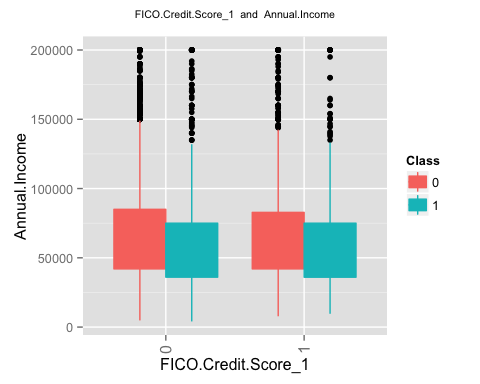 FICO.Credit.Score_1 and Annual.Income
200000
150000
100000
50000
0
Annual.Income
0
1
FICO.Credit.Score_1
Class
0
1